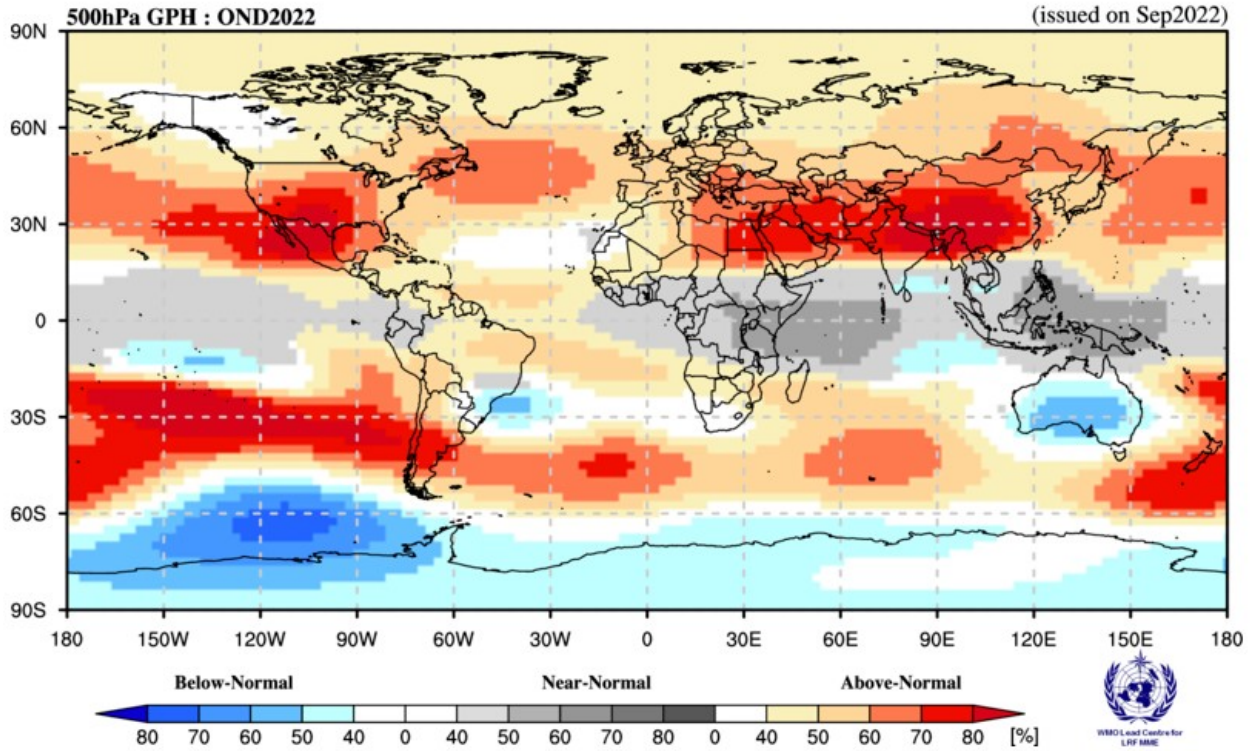 500hPa GPH : OND2022 (issued on Sep2022)
90N
60N
30N
0
30S
60S
90S
180 150W 120W 90W 60W 30W 0 30E 60E 90E 120E 150E 180
Below-Normal Near-Normal Above-Normal
80 70 60 50 40 0 40 50 60 70 80 0 40 50 60 70 80 [%]
WMO Lead Centre for
LRF MME